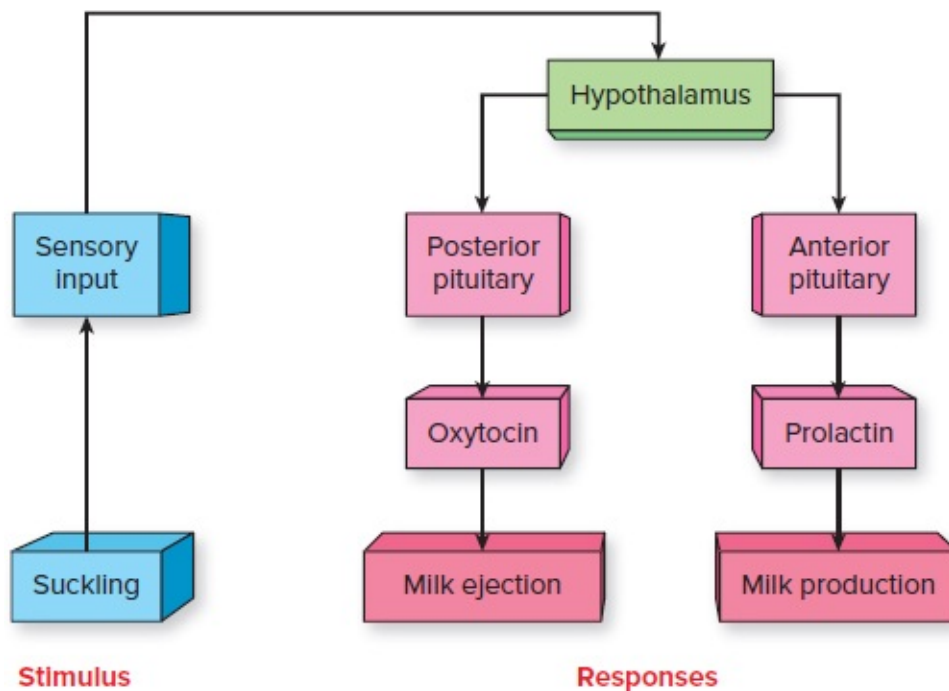 Hypothalamus
Sensory
input
Posterior
pituitary
Anterior
pituitary
Oxytocin
Prolactin
Suckling
Milk ejection
Milk production
Stimulus
Responses